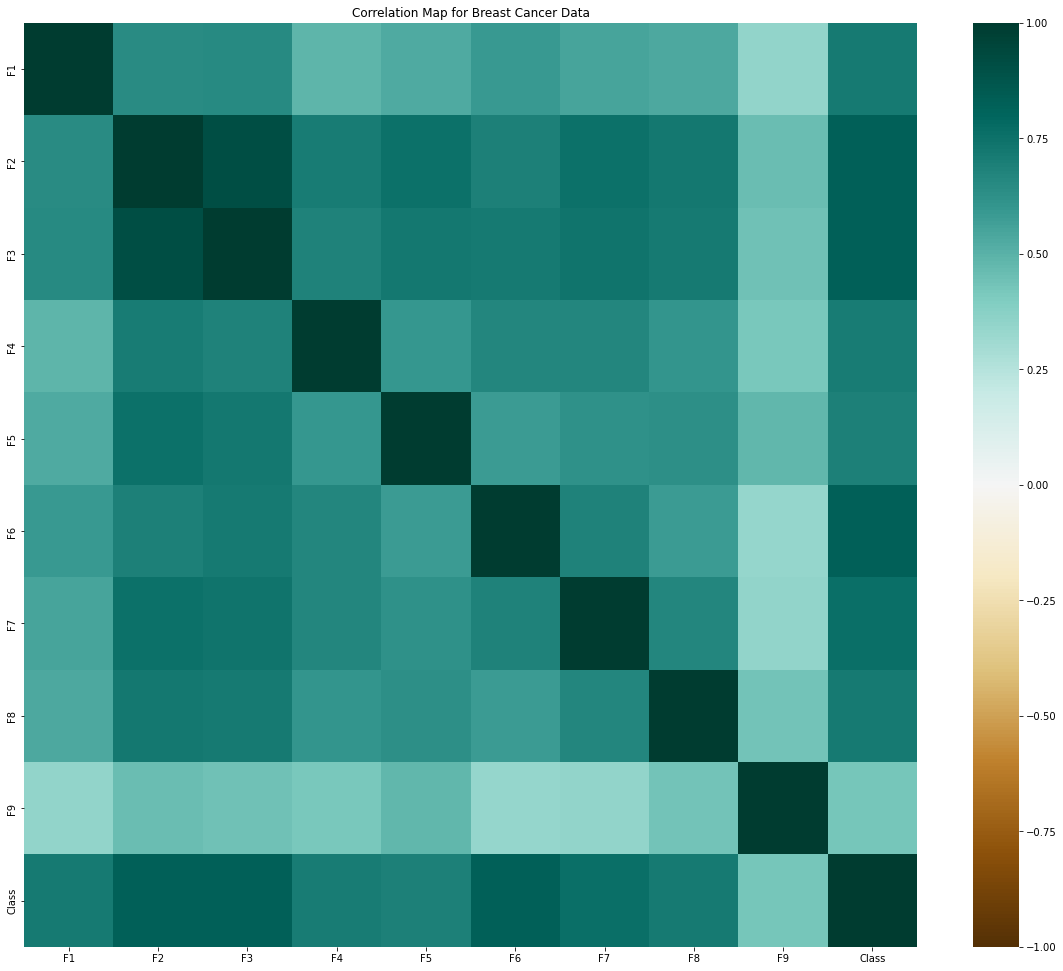 Correlation Map for Breast Cancer Data
F1
F2
F3
F4
F5
F6
F7
F8
F9
Class
F1 F2 F3 F4 F5 F6 F7 F8 F9 Class
1.00
0.75
0.50
0.25
0.00
−0.25
−0.50
−0.75
−1.00